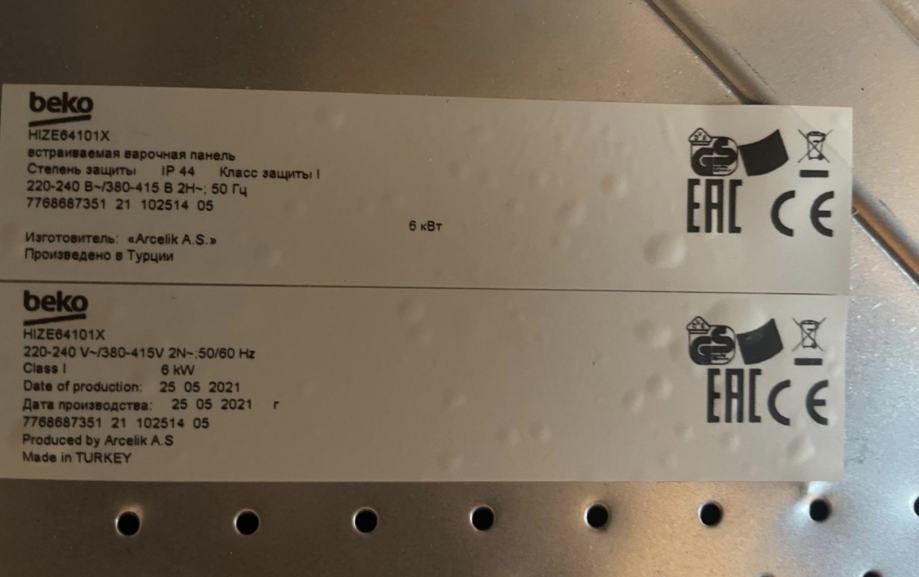 beko
HIZE64101X
встраиваемая варочная панель
Степень защиты IP 44 Класс защиты I
220-240 В~/380-415 В 2Н~; 50 Гц
7768687351 21 102514 05
6 кВт
Изготовитель: «Arcelik A.S.»
Произведено в Турции
GS
EAC
CE
beko
HIZE64101X
220-240 V~/380-415V 2N~;50/60 Hz
Class I 6 kW
Date of production: 25 05 2021
Дата производства: 25 05 2021 г
7768687351 21 102514 05
Produced by Arcelik A.S
Made in TURKEY
GS
EAC
CE